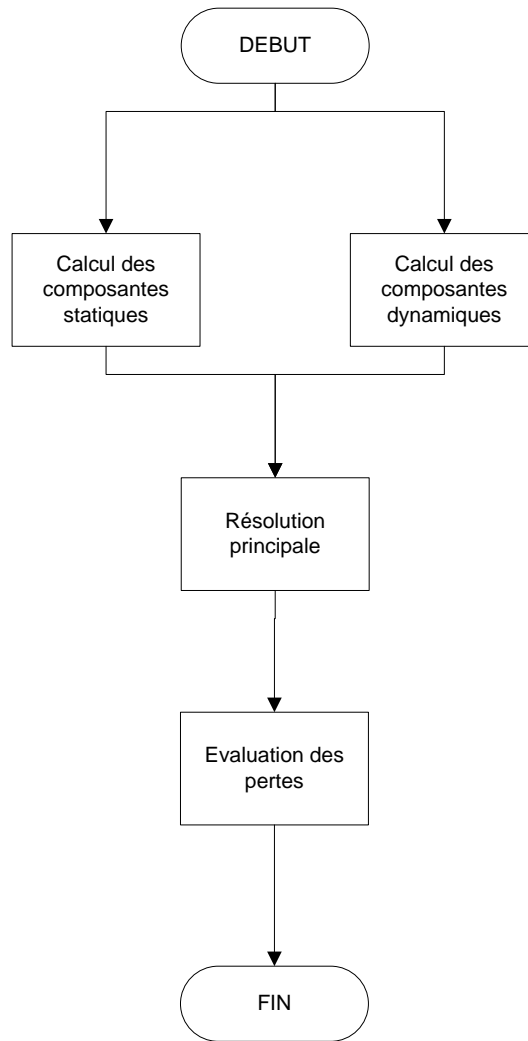 DEBUT
Calcul des
composantes
statiques
Calcul des
composantes
dynamiques
Résolution
principale
Evaluation des
pertes
FIN